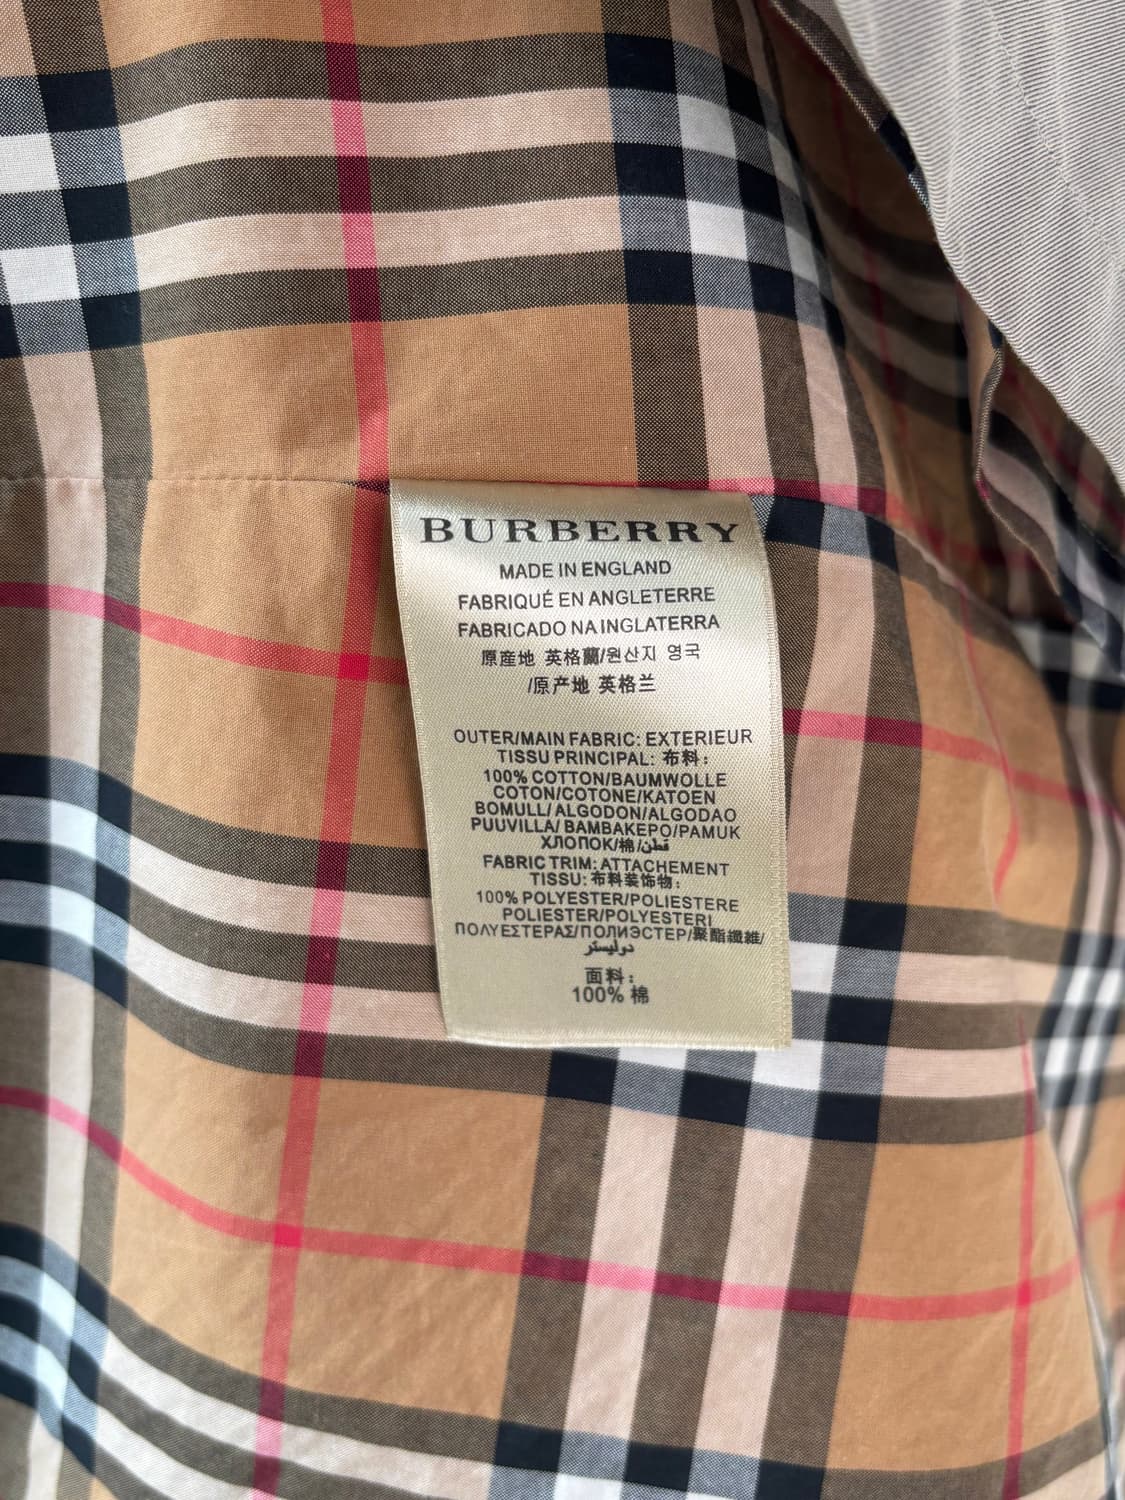 BURBERRY
MADE IN ENGLAND
FABRIQUÉ EN ANGLETERRE
FABRICADO NA INGLATERRA
原産地 英格蘭/원산지 영국
/原产地 英格兰
OUTER/MAIN FABRIC: EXTERIEUR
TISSU PRINCIPAL: 布料:
100% COTTON/BAUMWOLLE
COTON/COTONE/KATOEN
BOMULL/ALGODON/ALGODAO
PUUVILLA/ BAMBAKEPO/PAMUK
ХЛОПОК/棉/قطن
FABRIC TRIM: ATTACHEMENT
TISSU: 布料装饰物:
100% POLYESTER/POLIESTERE
POLIESTER/POLYESTERI
ΠΟΛΥΕΣΤΕΡΑΣ/ПОЛИЭСТЕР/聚酯纖維/
دوليستر
面料:
100% 棉